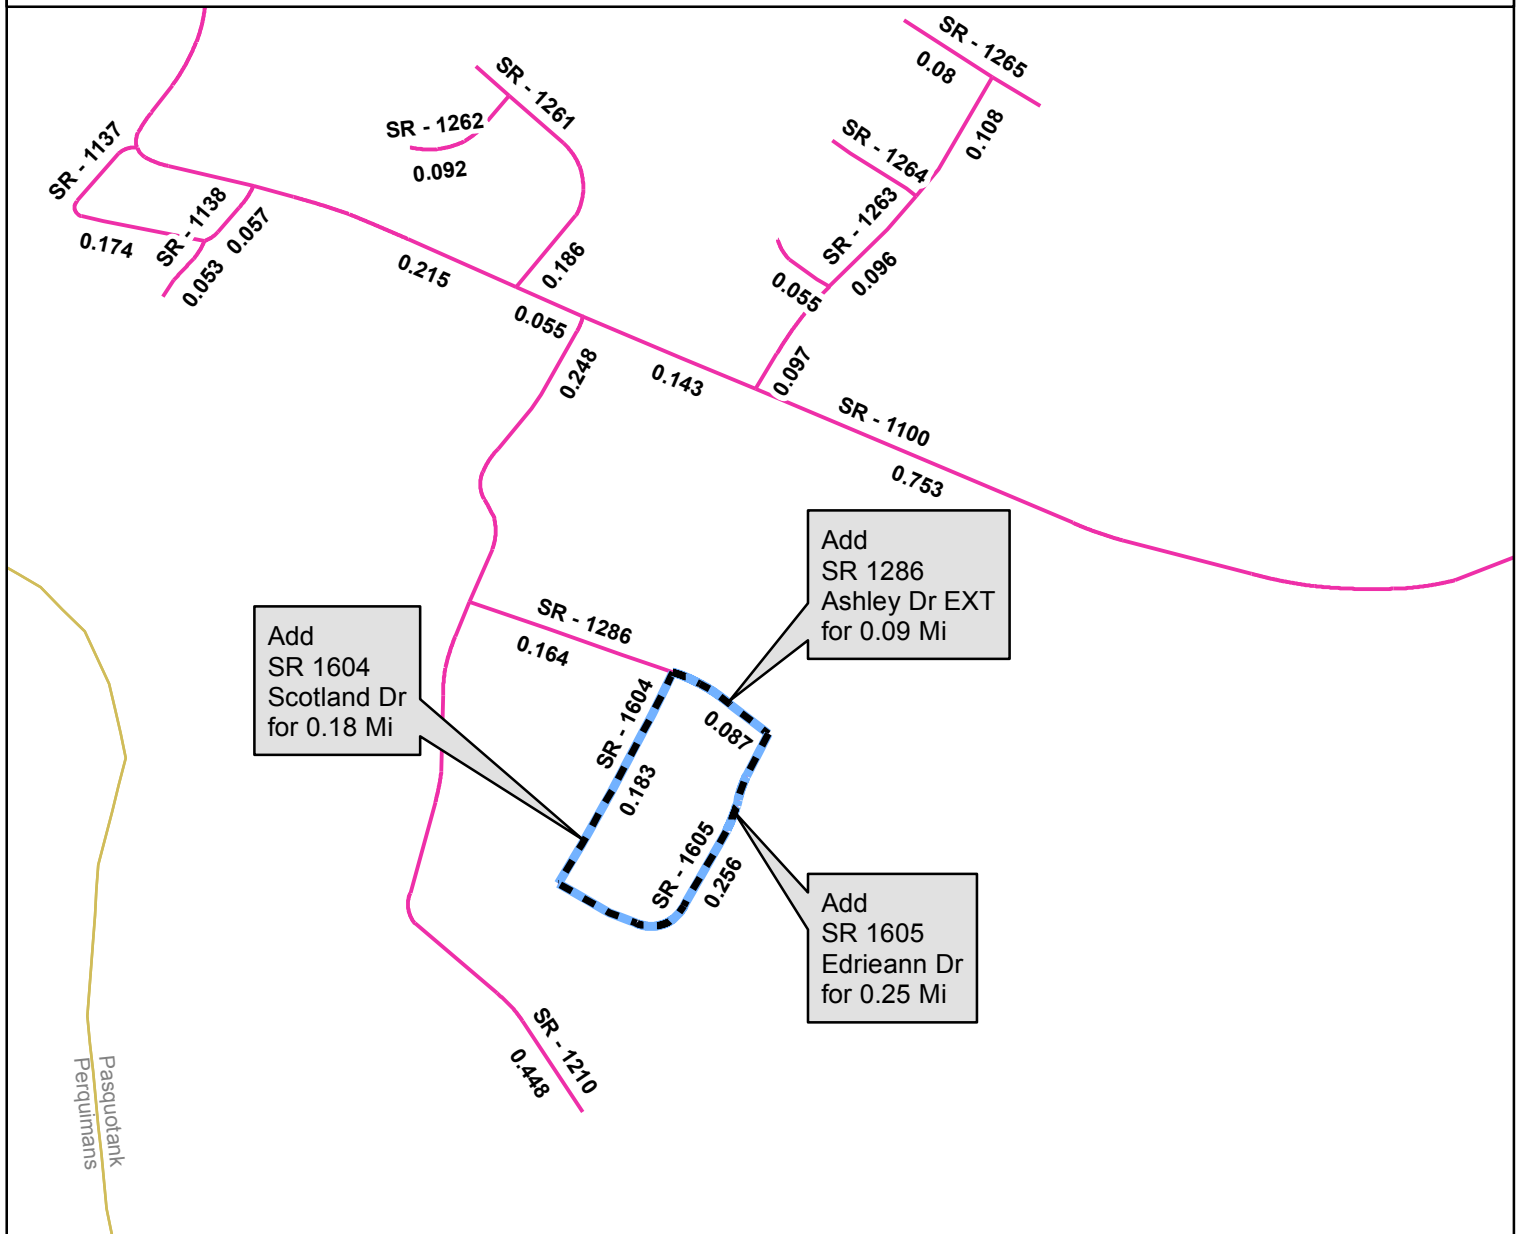 SR - 1265
0.08
0.108
SR - 1261
SR - 1262
0.092
SR - 1137
SR - 1264
SR - 1138
0.057
0.174
0.053
SR - 1263
0.215
0.186
0.055
0.096
0.055
0.248
0.143
0.097
SR - 1100
0.753
Add
SR 1286
Ashley Dr EXT
for 0.09 Mi
SR - 1286
0.164
Add
SR 1604
Scotland Dr
for 0.18 Mi
SR - 1604
0.087
0.183
SR - 1605
0.256
Add
SR 1605
Edrieann Dr
for 0.25 Mi
SR - 1210
0.448
Pasquotank
Perquimans